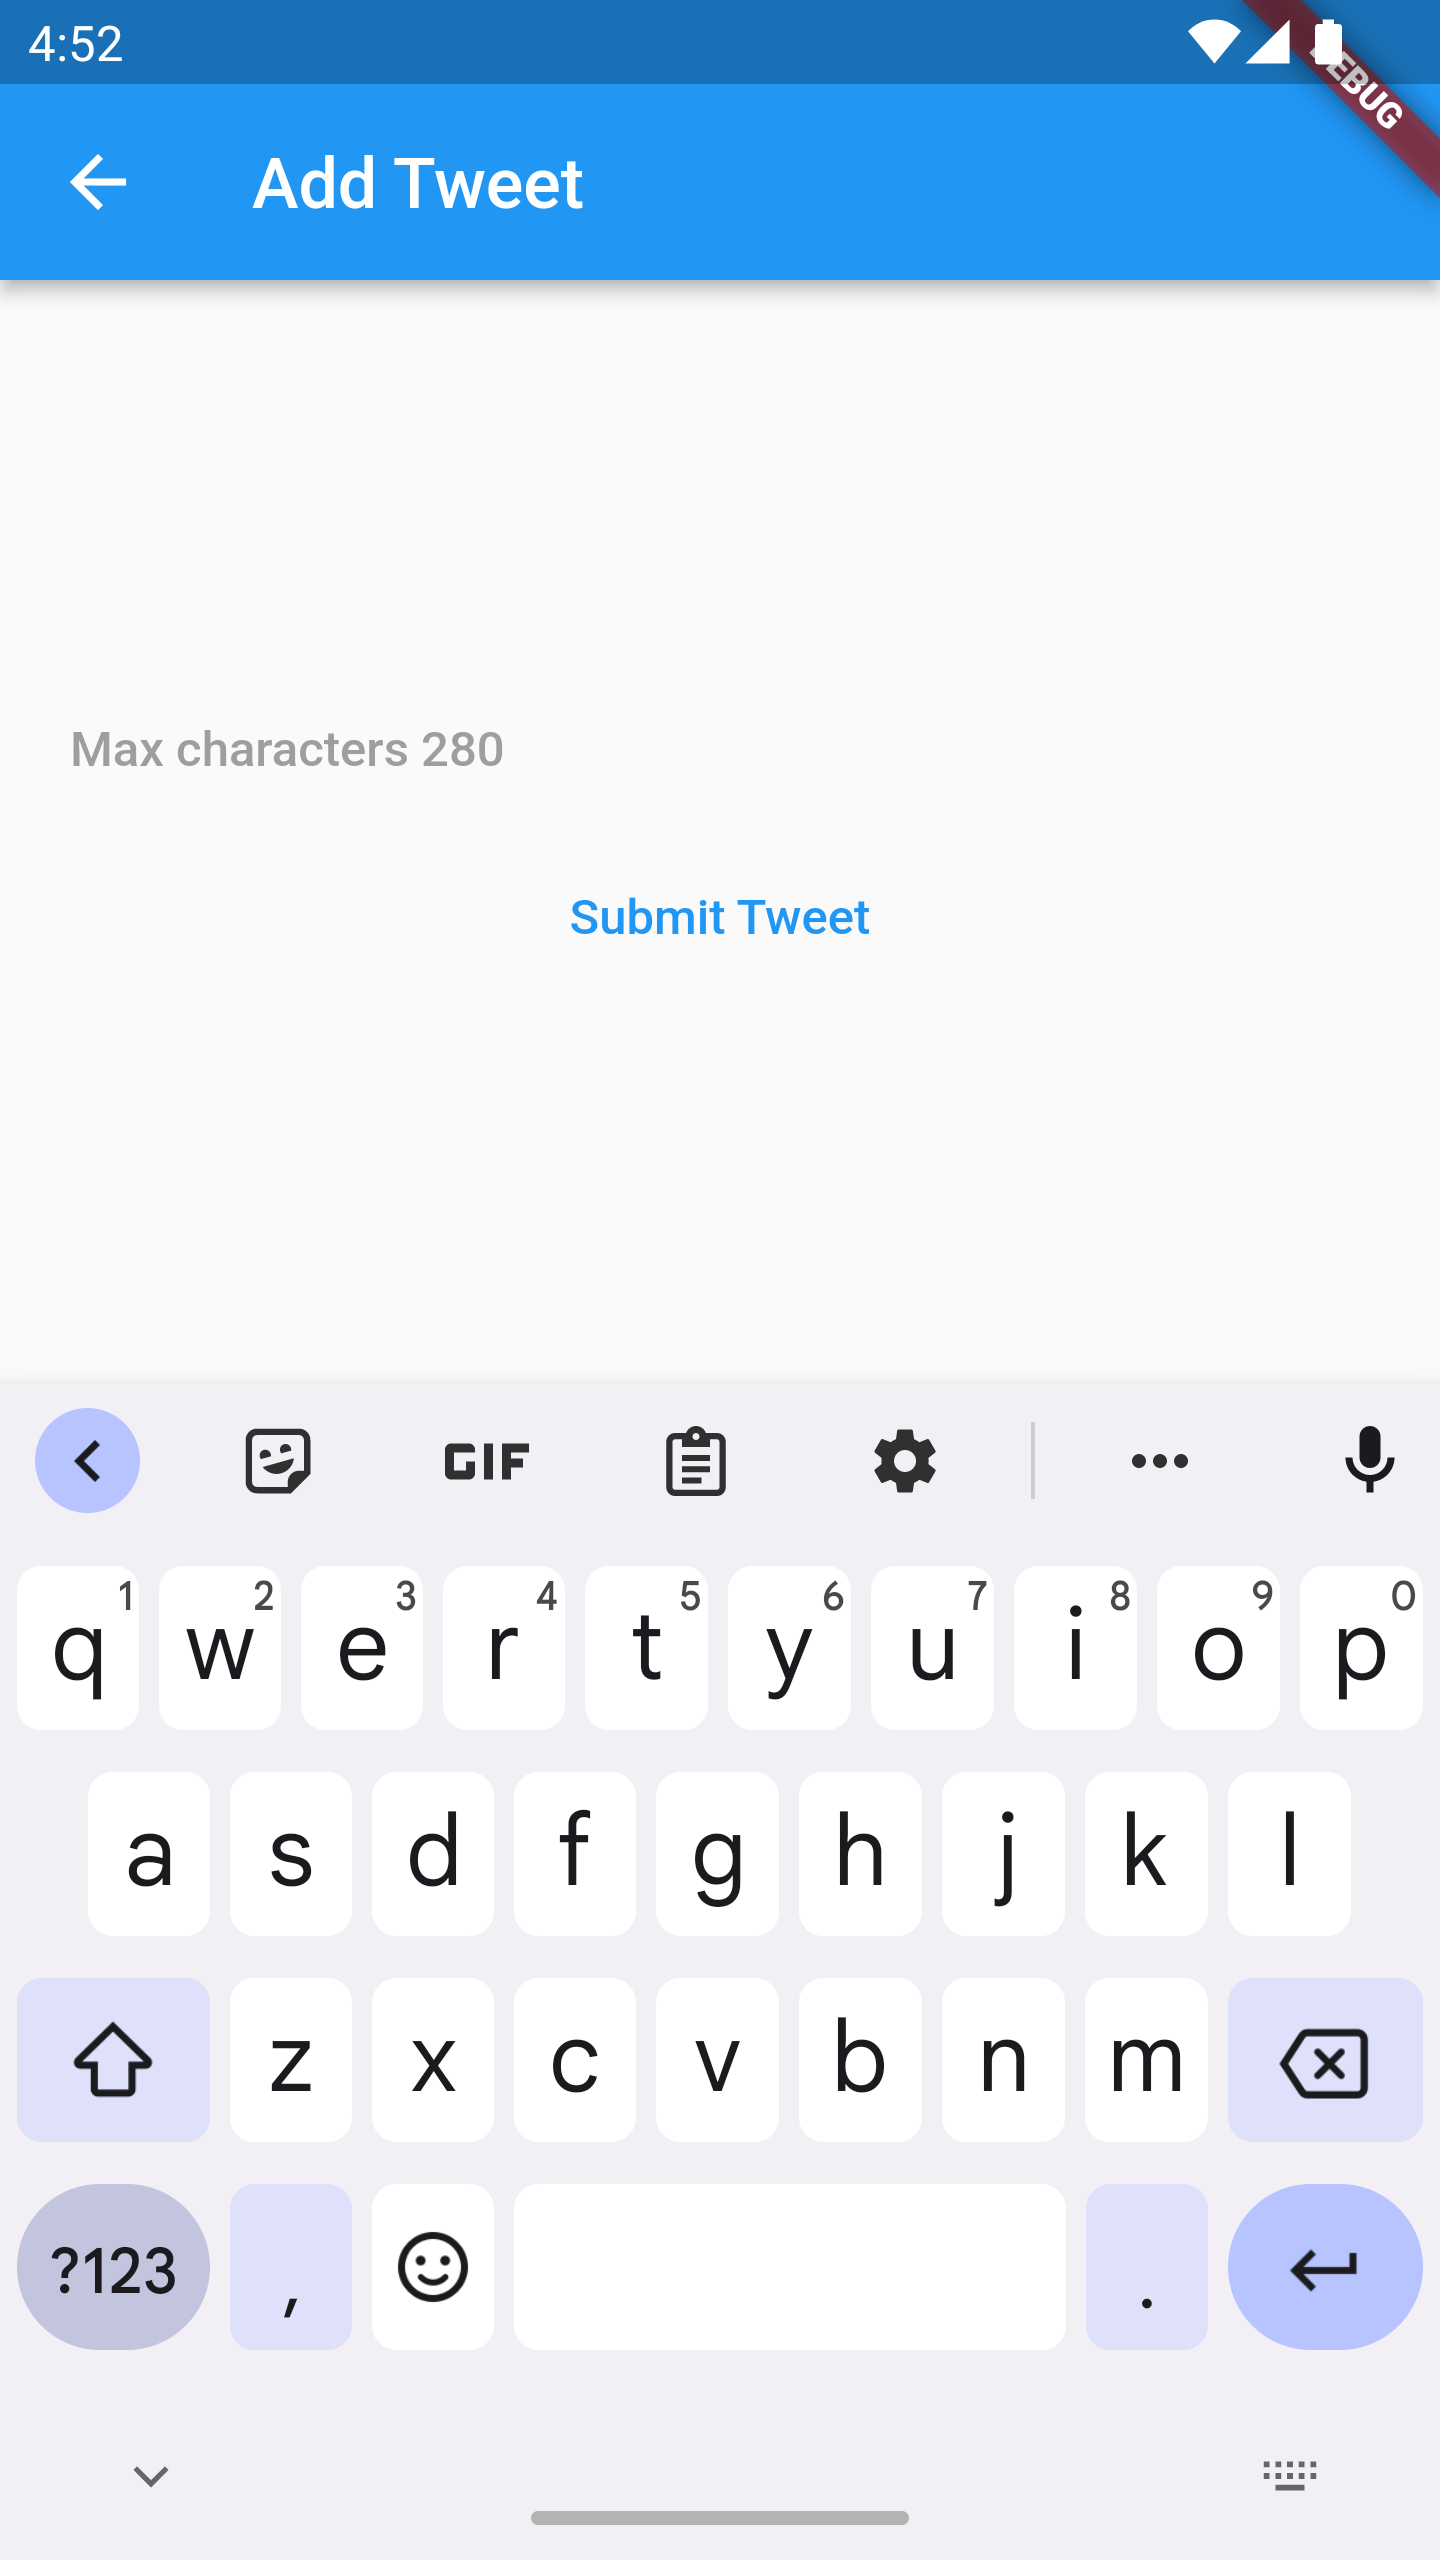 4:52
DEBUG
Add Tweet
Max characters 280
Submit Tweet
GIF
1 2 3 4 5 6 7 8 9 0
q w e r t y u i o p
a s d f g h j k l
z x c v b n m
?123 , .